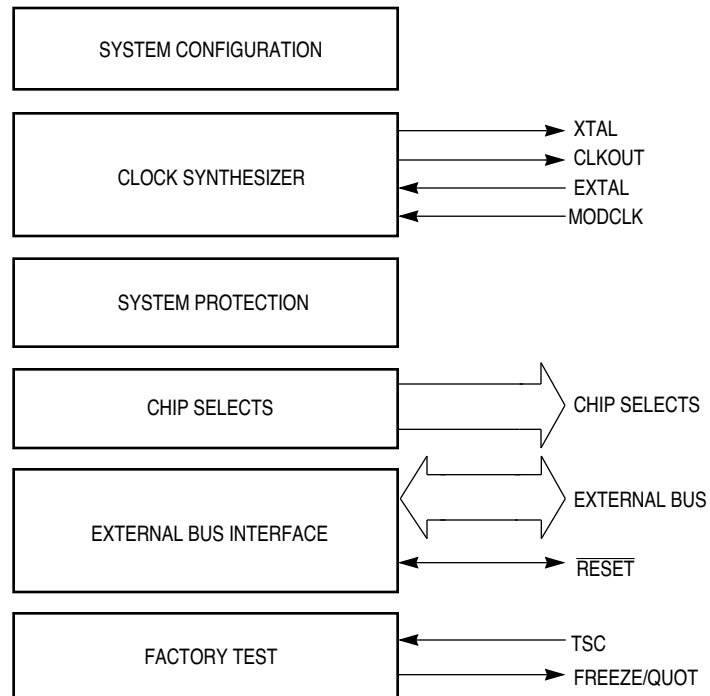 SYSTEM CONFIGURATION
CLOCK SYNTHESIZER
XTAL
CLKOUT
EXTAL
MODCLK
SYSTEM PROTECTION
CHIP SELECTS
CHIP SELECTS
EXTERNAL BUS INTERFACE
EXTERNAL BUS
RESET
FACTORY TEST
TSC
FREEZE/QUOT